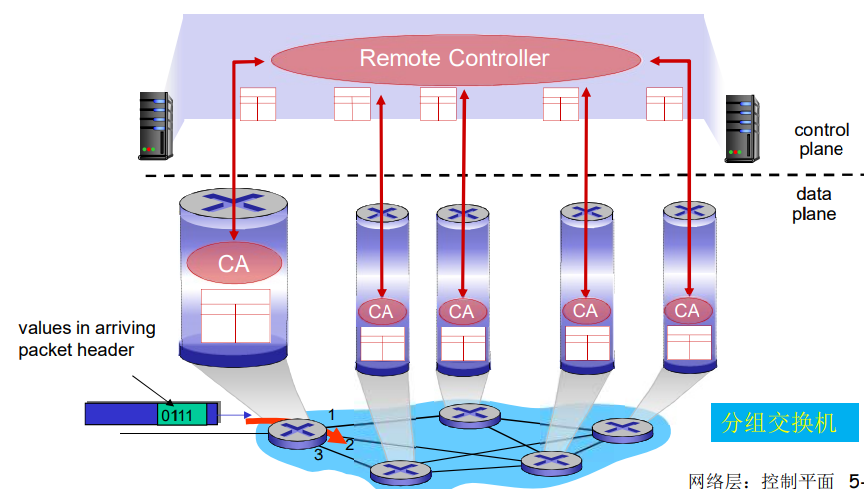 Remote Controller
control
plane
data
plane
CA
CA
CA
CA
CA
values in arriving
packet header
0111
1
2
3
分组交换机
网络层：控制平面 5-